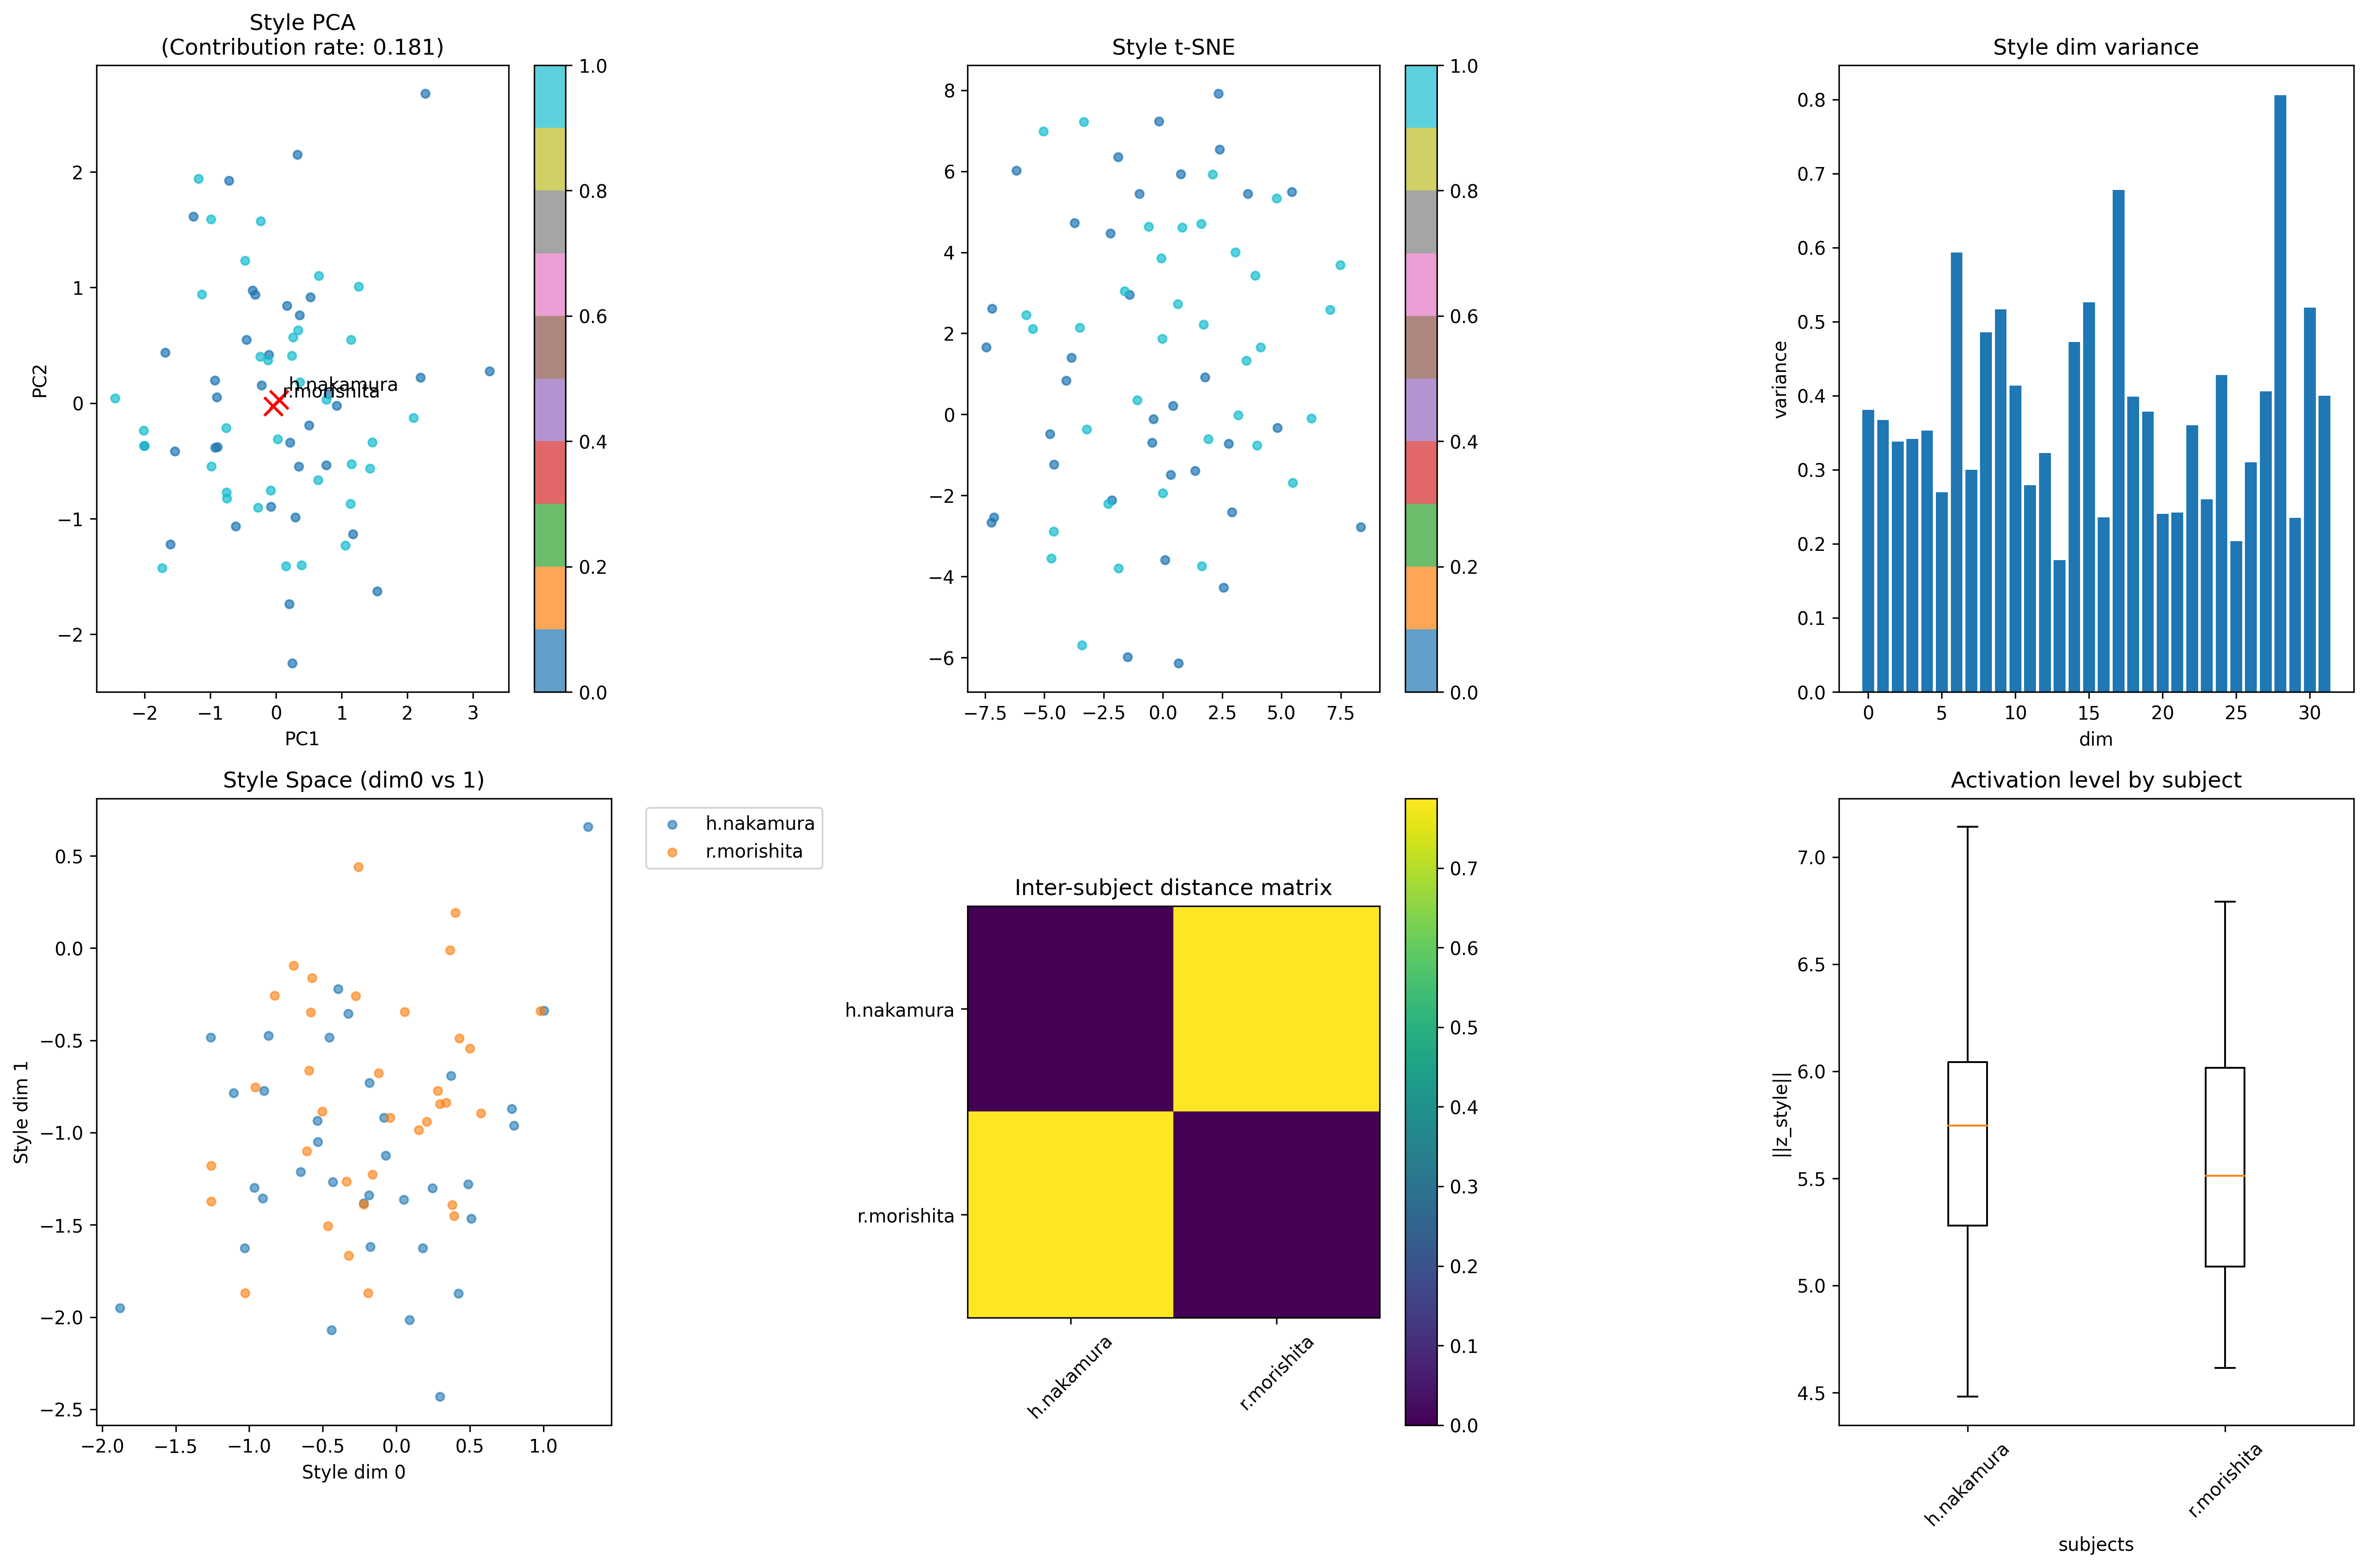 Style PCA
(Contribution rate: 0.181)
PC2
2
1
0
−1
−2
h.nakamura
r.morishita
−2 −1 0 1 2 3
PC1
1.0
0.8
0.6
0.4
0.2
0.0
Style t-SNE
8
6
4
2
0
−2
−4
−6
−7.5 −5.0 −2.5 0.0 2.5 5.0 7.5
1.0
0.8
0.6
0.4
0.2
0.0
Style dim variance
variance
0.8
0.7
0.6
0.5
0.4
0.3
0.2
0.1
0.0
0 5 10 15 20 25 30
dim
Style Space (dim0 vs 1)
Style dim 1
0.5
0.0
−0.5
−1.0
−1.5
−2.0
−2.5
−2.0 −1.5 −1.0 −0.5 0.0 0.5 1.0
Style dim 0
h.nakamura
r.morishita
Inter-subject distance matrix
h.nakamura
r.morishita
h.nakamura
r.morishita
0.7
0.6
0.5
0.4
0.3
0.2
0.1
0.0
Activation level by subject
||z_style||
7.0
6.5
6.0
5.5
5.0
4.5
h.nakamura
r.morishita
subjects